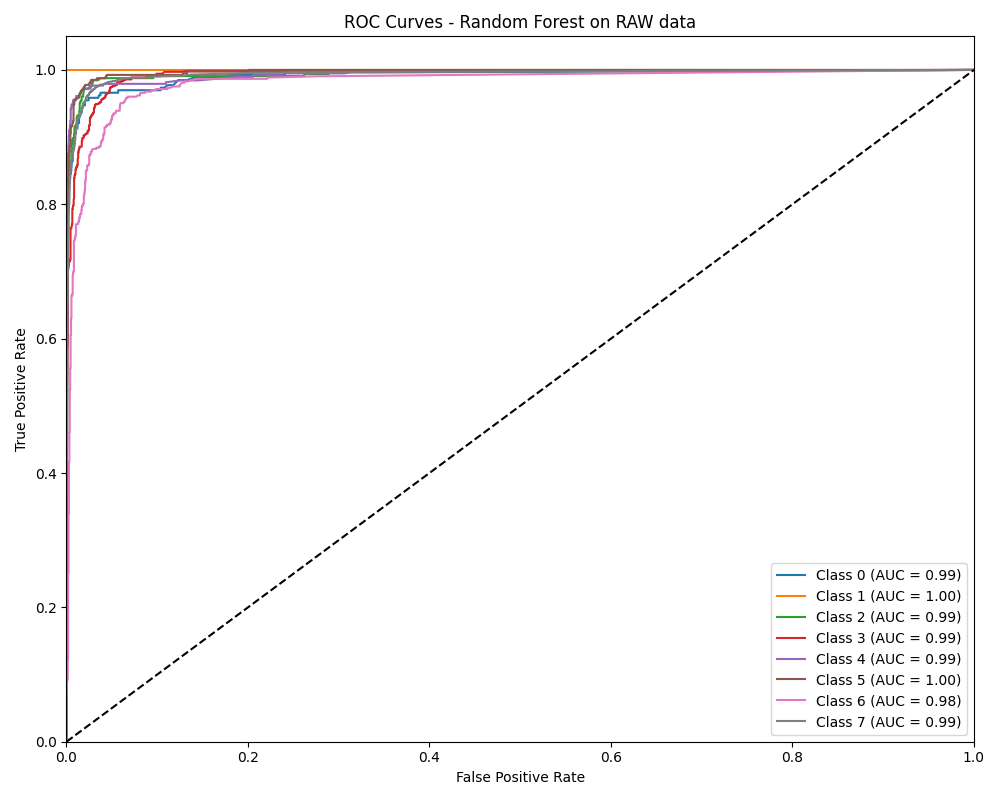 ROC Curves - Random Forest on RAW data
True Positive Rate
1.0
0.8
0.6
0.4
0.2
0.0
0.0 0.2 0.4 0.6 0.8 1.0
False Positive Rate
Class 0 (AUC = 0.99)
Class 1 (AUC = 1.00)
Class 2 (AUC = 0.99)
Class 3 (AUC = 0.99)
Class 4 (AUC = 0.99)
Class 5 (AUC = 1.00)
Class 6 (AUC = 0.98)
Class 7 (AUC = 0.99)